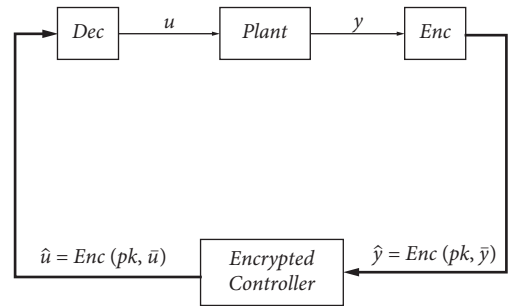 Dec
u
Plant
y
Enc
û = Enc (pk, ū)
Encrypted
Controller
ŷ = Enc (pk, ȳ)